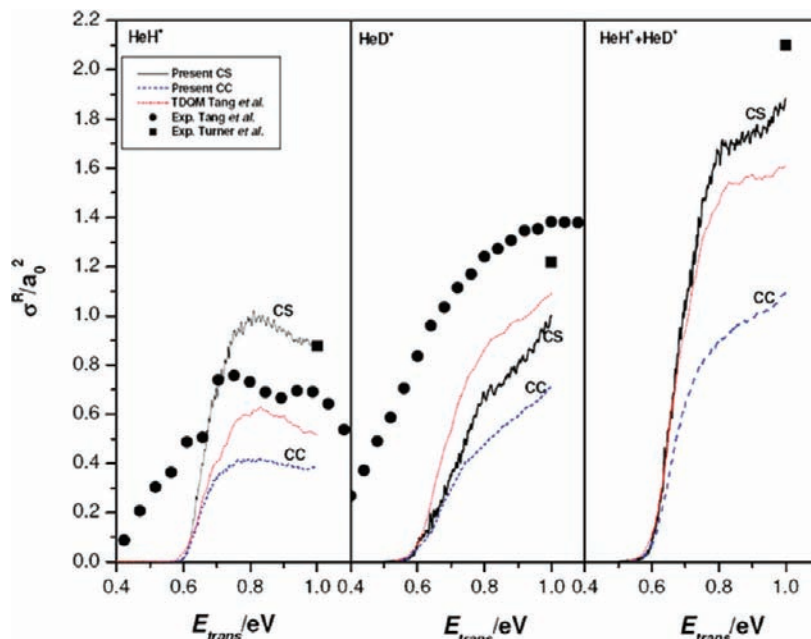 2.2
2.0
1.8
1.6
1.4
1.2
1.0
0.8
0.6
0.4
0.2
0.0
σᴿ/a₀²
HeH⁺
Present CS
Present CC
TDQM Tang et al.
Exp. Tang et al.
Exp. Turner et al.
CS
CC
HeD⁺
CS
CC
HeH⁺+HeD⁺
CS
CC
0.4 0.6 0.8 1.0
0.4 0.6 0.8 1.0
0.4 0.6 0.8 1.0
E_trans/eV
E_trans/eV
E_trans/eV